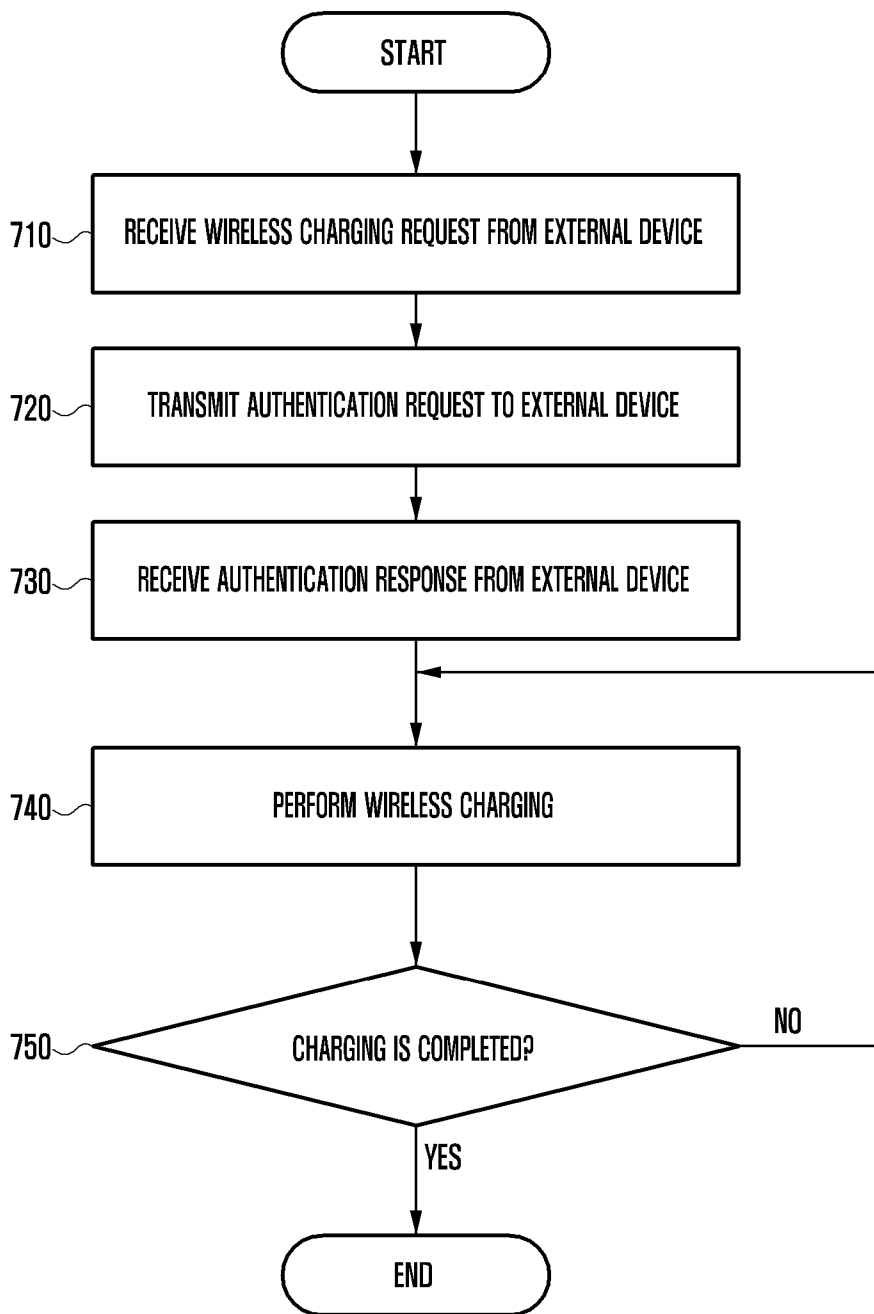 START
710
RECEIVE WIRELESS CHARGING REQUEST FROM EXTERNAL DEVICE
720
TRANSMIT AUTHENTICATION REQUEST TO EXTERNAL DEVICE
730
RECEIVE AUTHENTICATION RESPONSE FROM EXTERNAL DEVICE
740
PERFORM WIRELESS CHARGING
750
CHARGING IS COMPLETED?
NO
YES
END